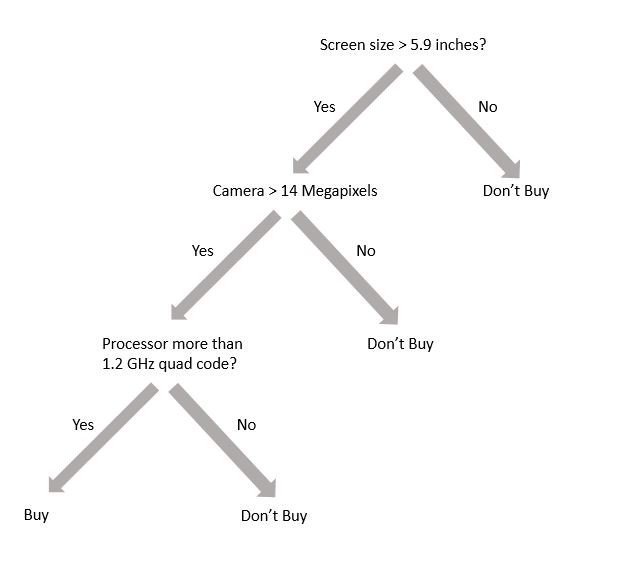 Screen size > 5.9 inches?
Yes
No
Camera > 14 Megapixels
Don’t Buy
Yes
No
Processor more than
1.2 GHz quad code?
Don’t Buy
Yes
No
Buy
Don’t Buy